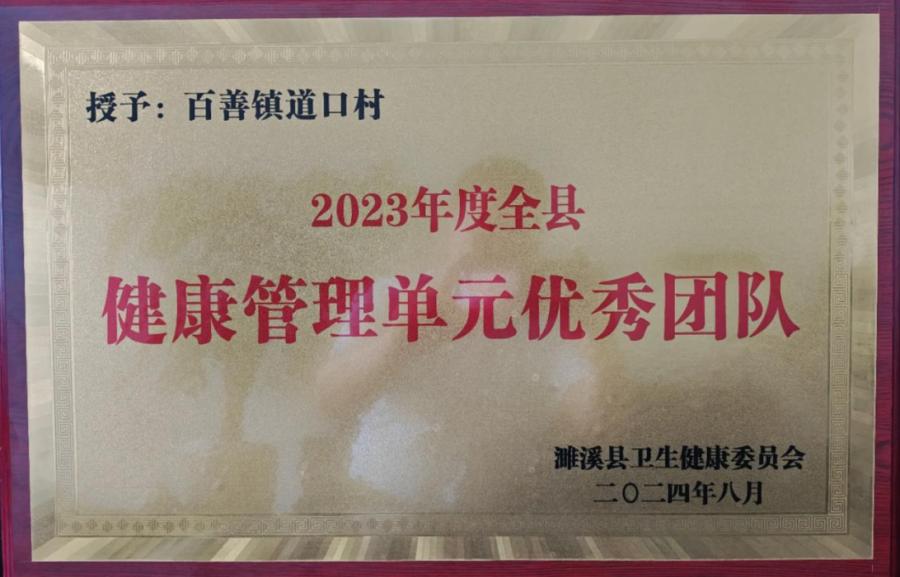 授予：百善镇道口村
2023年度全县
健康管理单元优秀团队
濉溪县卫生健康委员会
二〇二四年八月